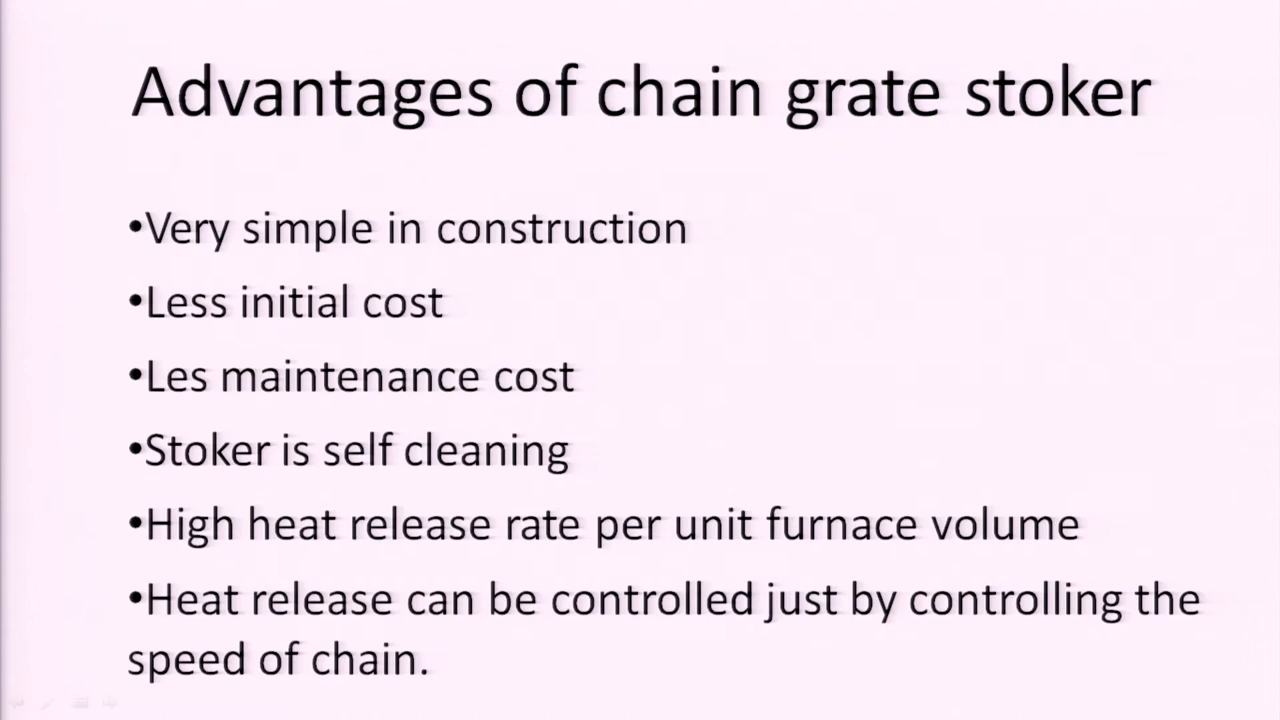 Advantages of chain grate stoker
•Very simple in construction
•Less initial cost
•Les maintenance cost
•Stoker is self cleaning
•High heat release rate per unit furnace volume
•Heat release can be controlled just by controlling the
speed of chain.